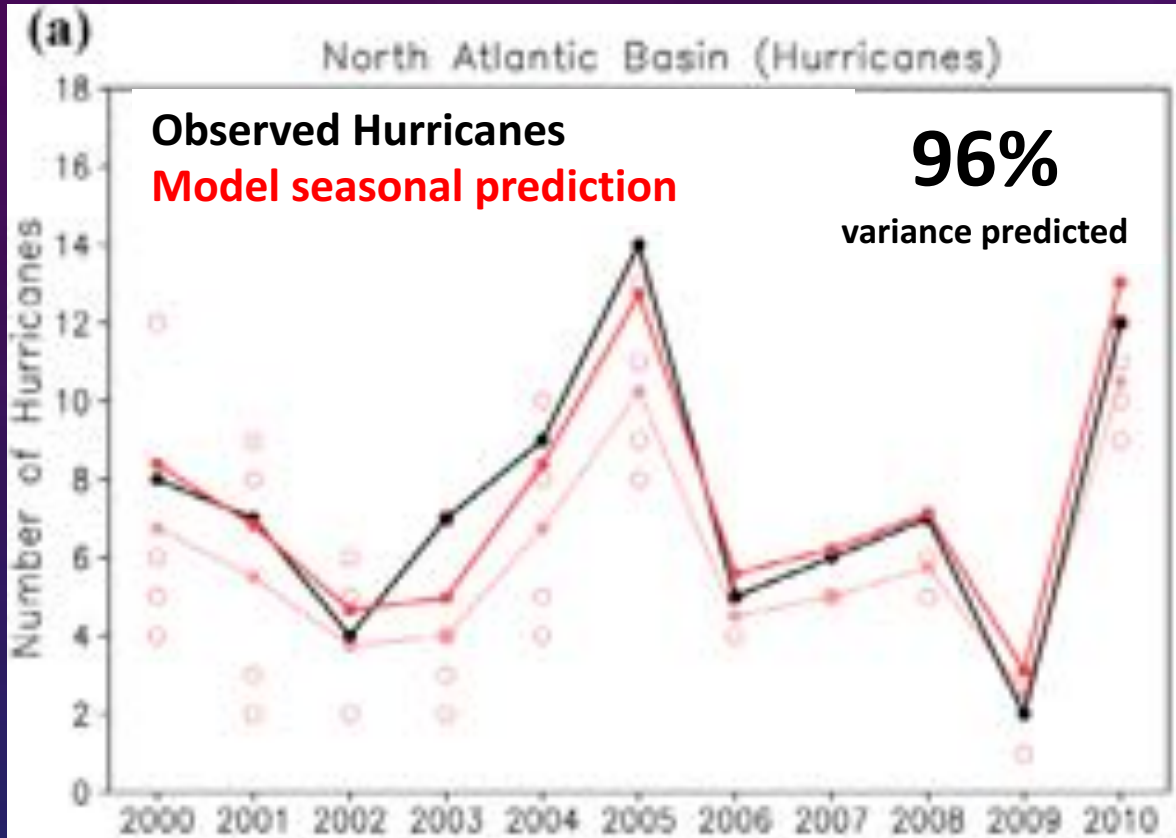 (a)
North Atlantic Basin (Hurricanes)
Observed Hurricanes
Model seasonal prediction
96%
variance predicted
Number of Hurricanes
18
16
14
12
10
8
6
4
2
0
2000 2001 2002 2003 2004 2005 2006 2007 2008 2009 2010